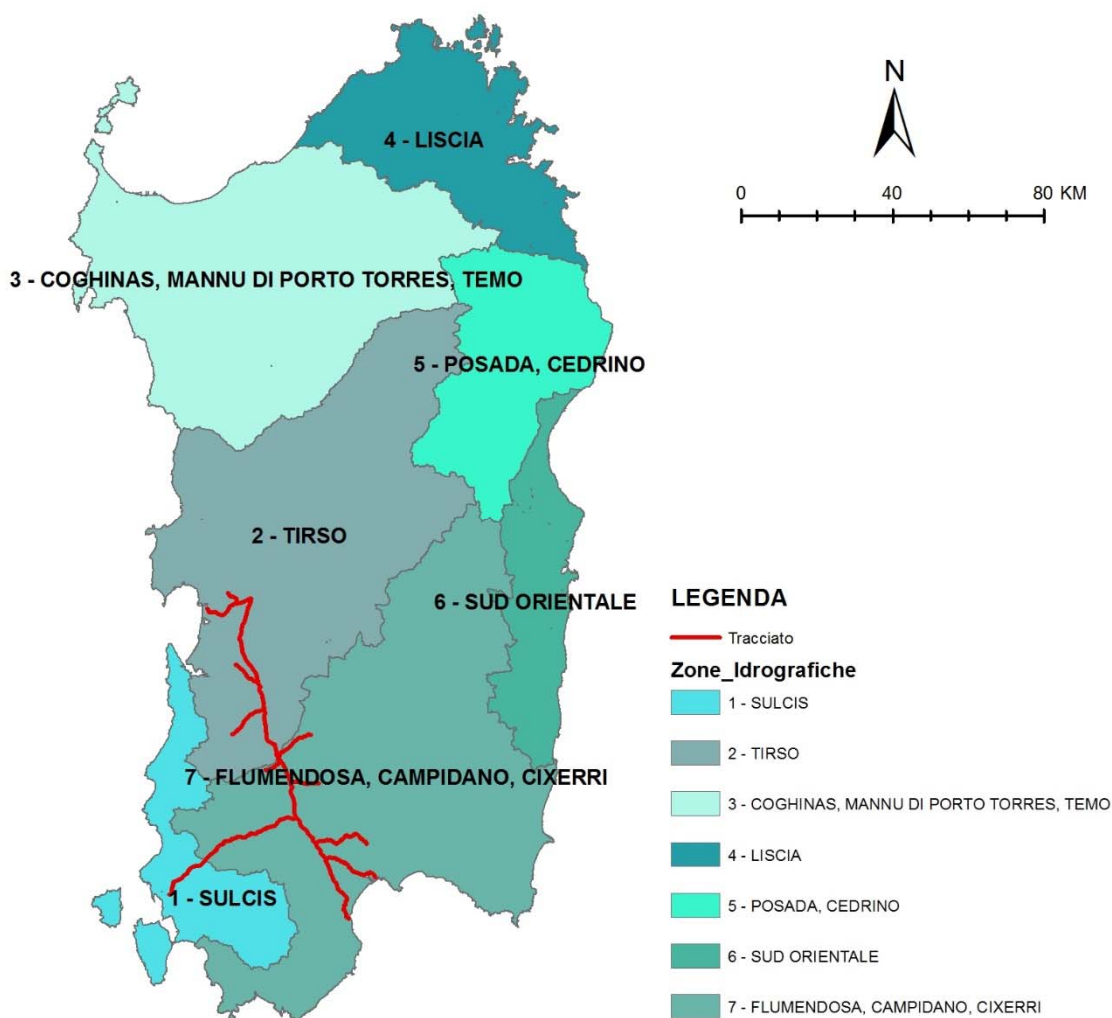 N
0 40 80 KM
4 - LISCIA
3 - COGHINAS, MANNU DI PORTO TORRES, TEMO
5 - POSADA, CEDRINO
2 - TIRSO
6 - SUD ORIENTALE
7 - FLUMENDOSA, CAMPIDANO, CIXERRI
1 - SULCIS
LEGENDA
Tracciato
Zone_Idrografiche
1 - SULCIS
2 - TIRSO
3 - COGHINAS, MANNU DI PORTO TORRES, TEMO
4 - LISCIA
5 - POSADA, CEDRINO
6 - SUD ORIENTALE
7 - FLUMENDOSA, CAMPIDANO, CIXERRI